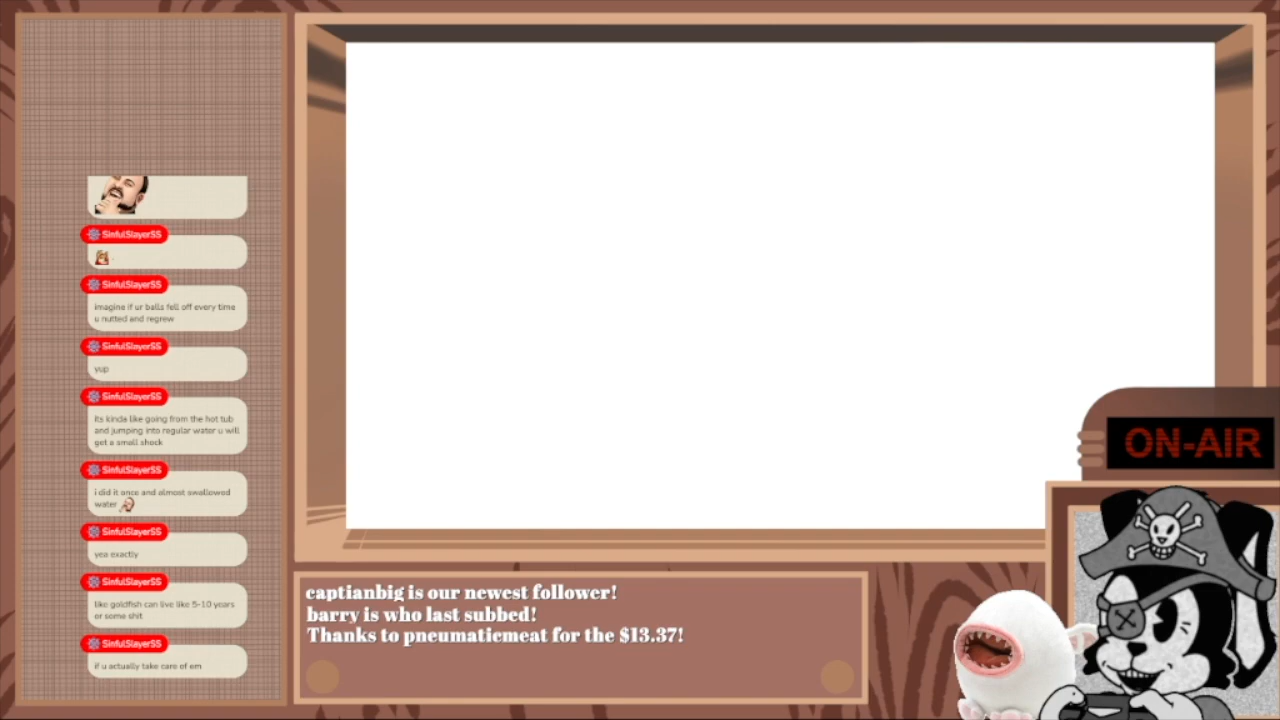 SinfulSlayerSS
SinfulSlayerSS
imagine if ur balls fell off every time
u nutted and regrew
SinfulSlayerSS
yup
SinfulSlayerSS
its kinda like going from the hot tub
and jumping into regular water u will
get a small shock
SinfulSlayerSS
i did it once and almost swallowed
water
SinfulSlayerSS
yea exactly
SinfulSlayerSS
like goldfish can live like 5-10 years
or some shit
SinfulSlayerSS
if u actually take care of em
captianbig is our newest follower!
barry is who last subbed!
Thanks to pneumaticmeat for the $13.37!
ON-AIR